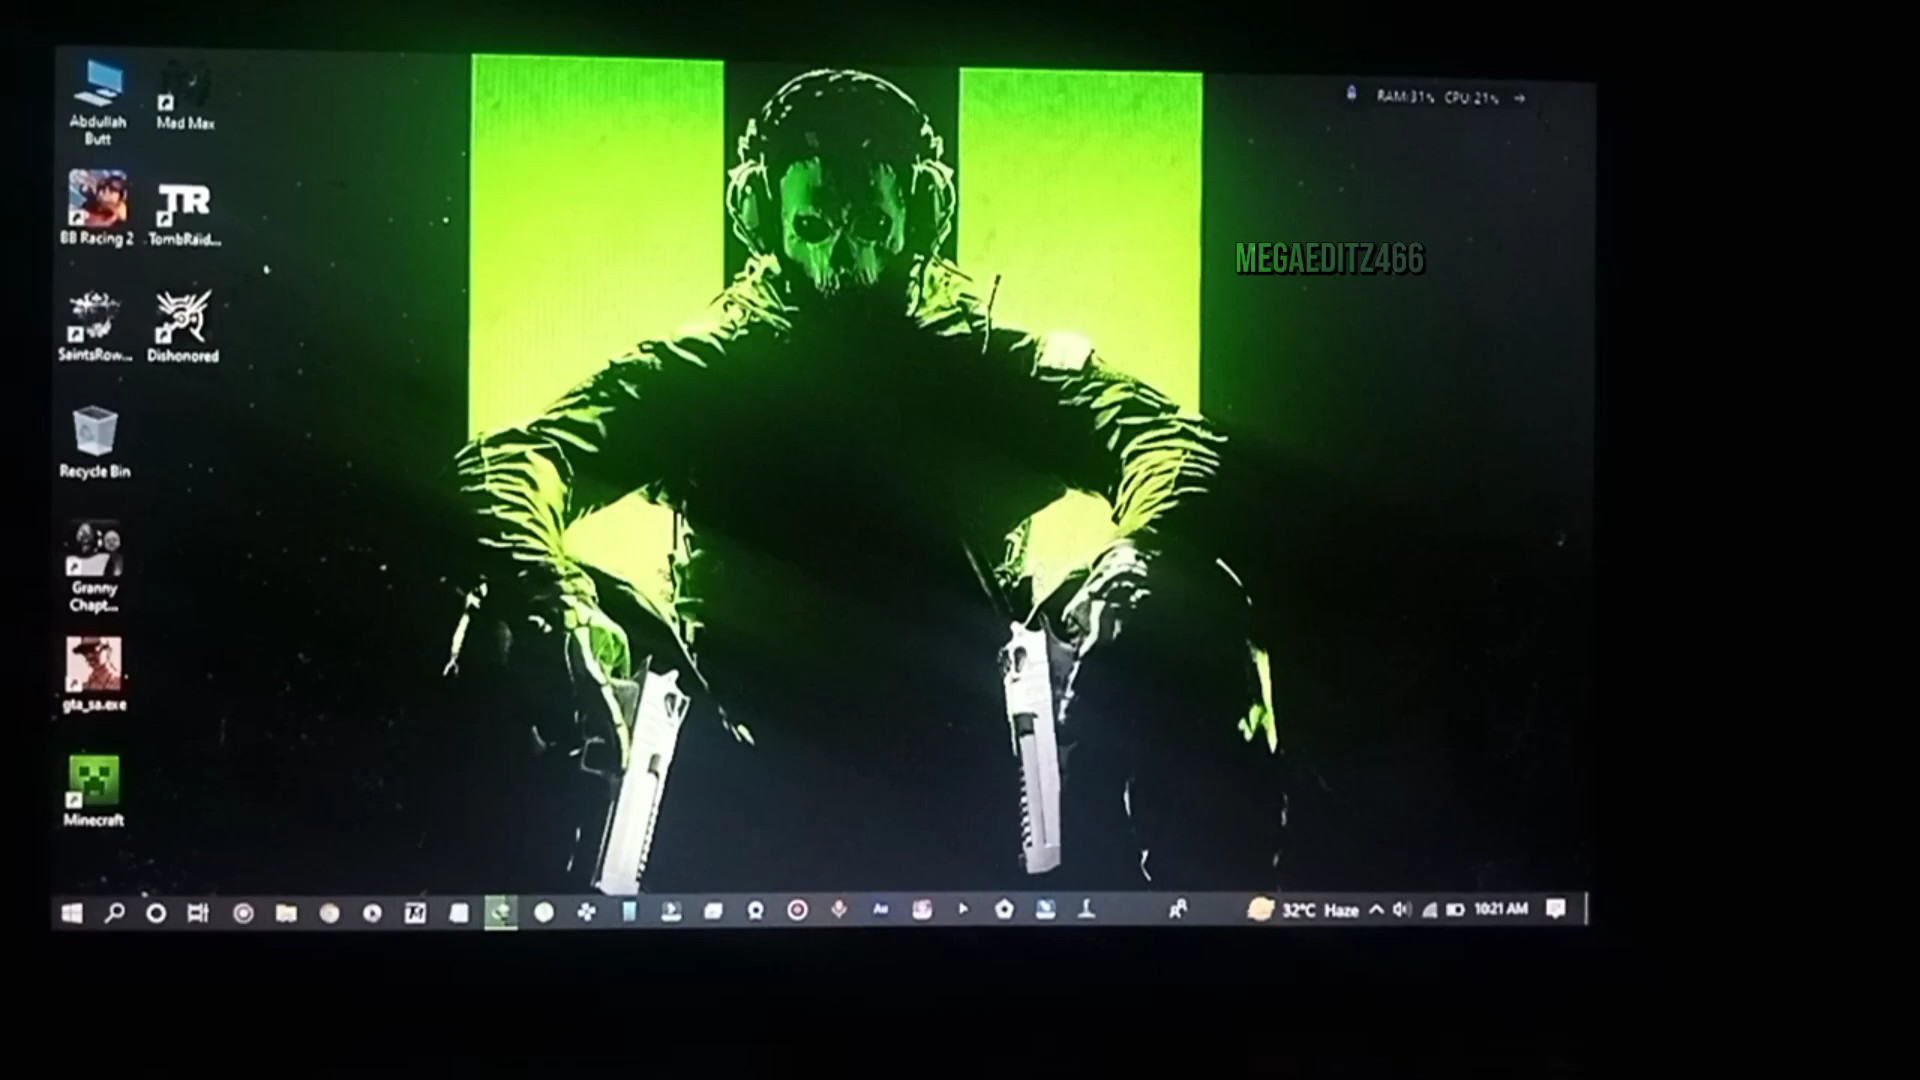 Abdullah
Butt
Mad Max
RAM:31% CPU:21%
BB Racing 2
TR
TombRaid...
MEGAEDITZ466
SaintsRow...
Dishonored
Recycle Bin
Granny
Chapt...
gta_sa.exe
Minecraft
32°C Haze
10:21 AM